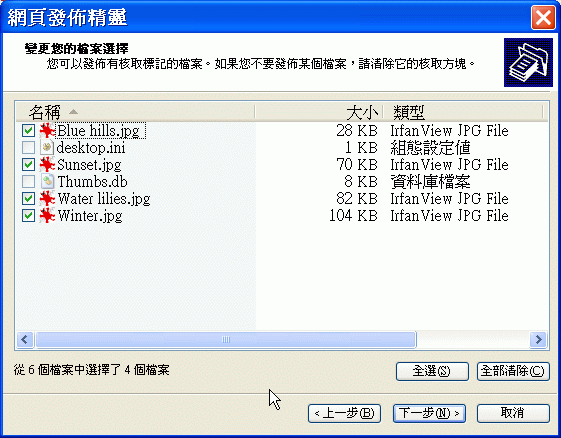 網頁發佈精靈
變更您的檔案選擇
您可以發佈有核取標記的檔案。如果您不要發佈某個檔案，請清除它的核取方塊。
名稱 大小 類型
Blue hills.jpg 28 KB IrfanView JPG File
desktop.ini 1 KB 組態設定值
Sunset.jpg 70 KB IrfanView JPG File
Thumbs.db 8 KB 資料庫檔案
Water lilies.jpg 82 KB IrfanView JPG File
Winter.jpg 104 KB IrfanView JPG File
從 6 個檔案中選擇了 4 個檔案
全選(S) 全部清除(C)
< 上一步(B) 下一步(N) > 取消